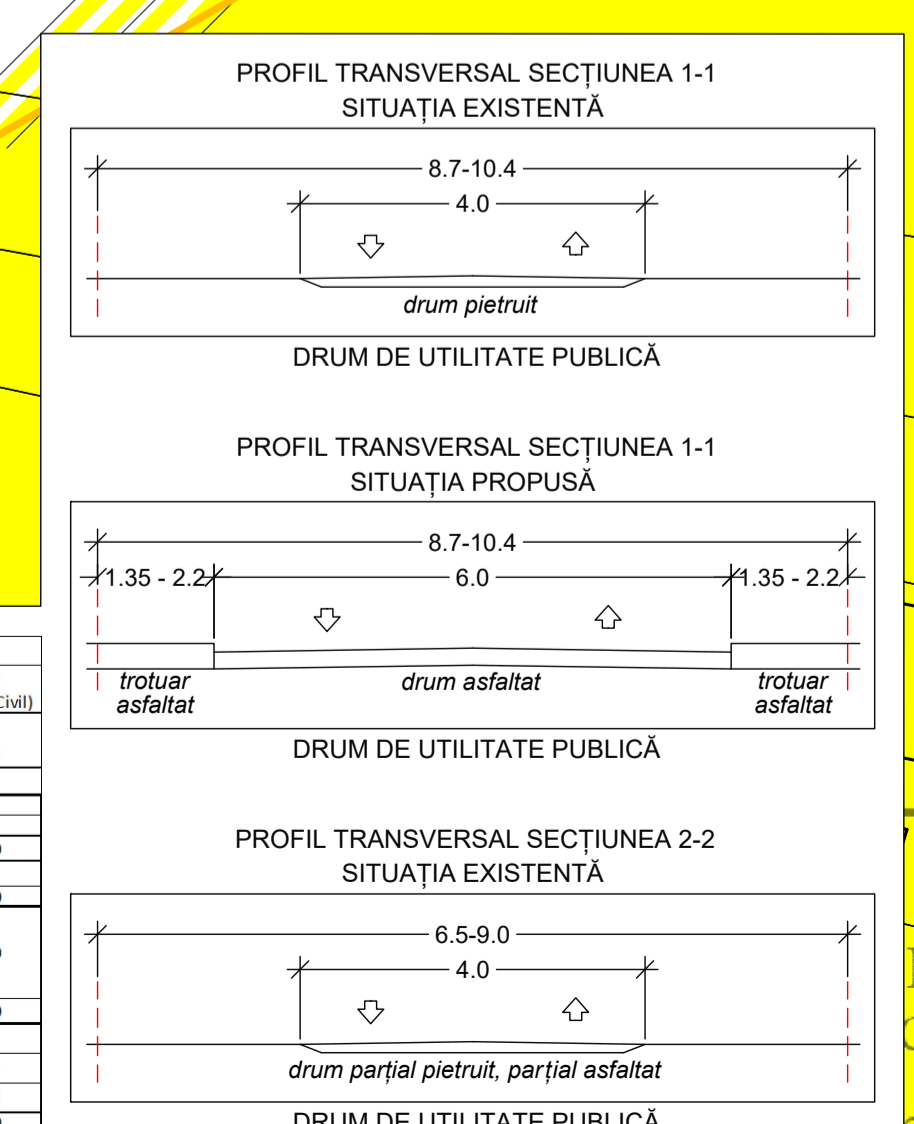 PROFIL TRANSVERSAL SECȚIUNEA 1-1
SITUAȚIA EXISTENTĂ
8.7-10.4
4.0
drum pietruit
DRUM DE UTILITATE PUBLICĂ
PROFIL TRANSVERSAL SECȚIUNEA 1-1
SITUAȚIA PROPUSĂ
8.7-10.4
1.35 - 2.2 6.0 1.35 - 2.2
trotuar drum asfaltat trotuar
asfaltat asfaltat
Civil)
DRUM DE UTILITATE PUBLICĂ
PROFIL TRANSVERSAL SECȚIUNEA 2-2
SITUAȚIA EXISTENTĂ
6.5-9.0
4.0
drum parțial pietruit, parțial asfaltat
DRUM DE UTILITATE PUBLICĂ